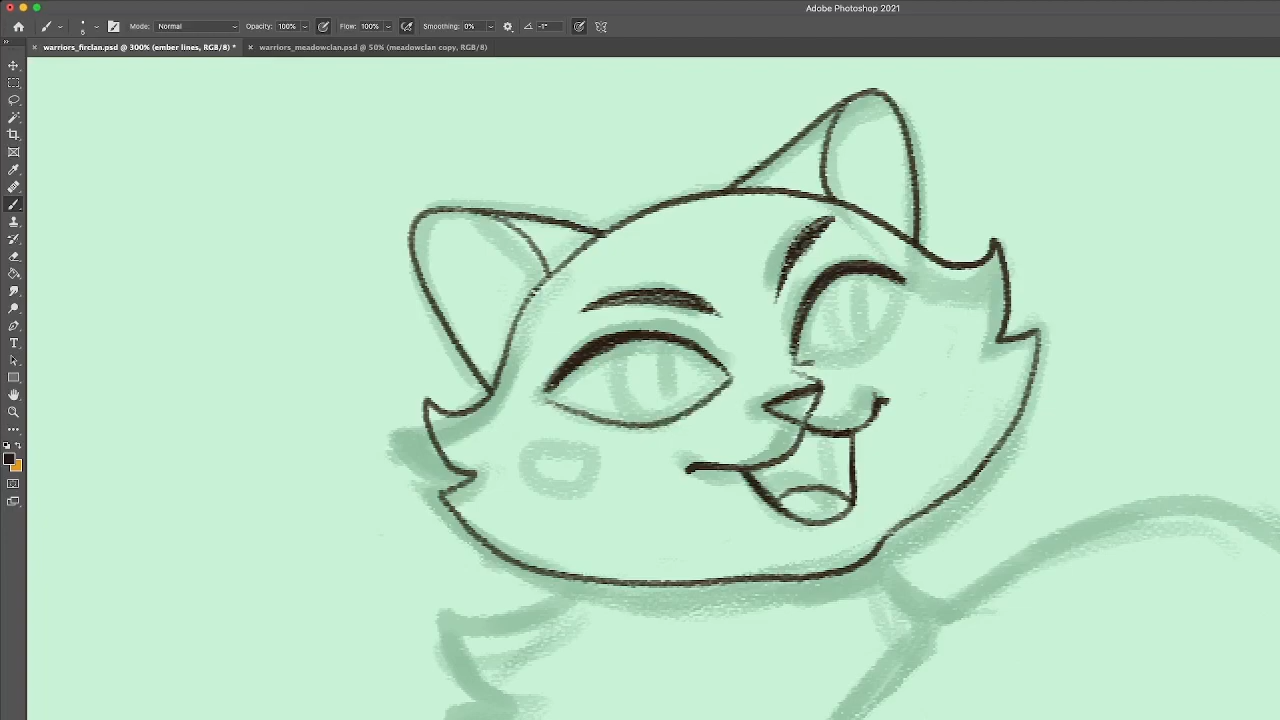 Adobe Photoshop 2021
Mode: Normal Opacity: 100% Flow: 100% Smoothing: 0% -1°
warriors_firclan.psd @ 300% (ember lines, RGB/8) * warriors_meadowclan.psd @ 50% (meadowclan copy, RGB/8)